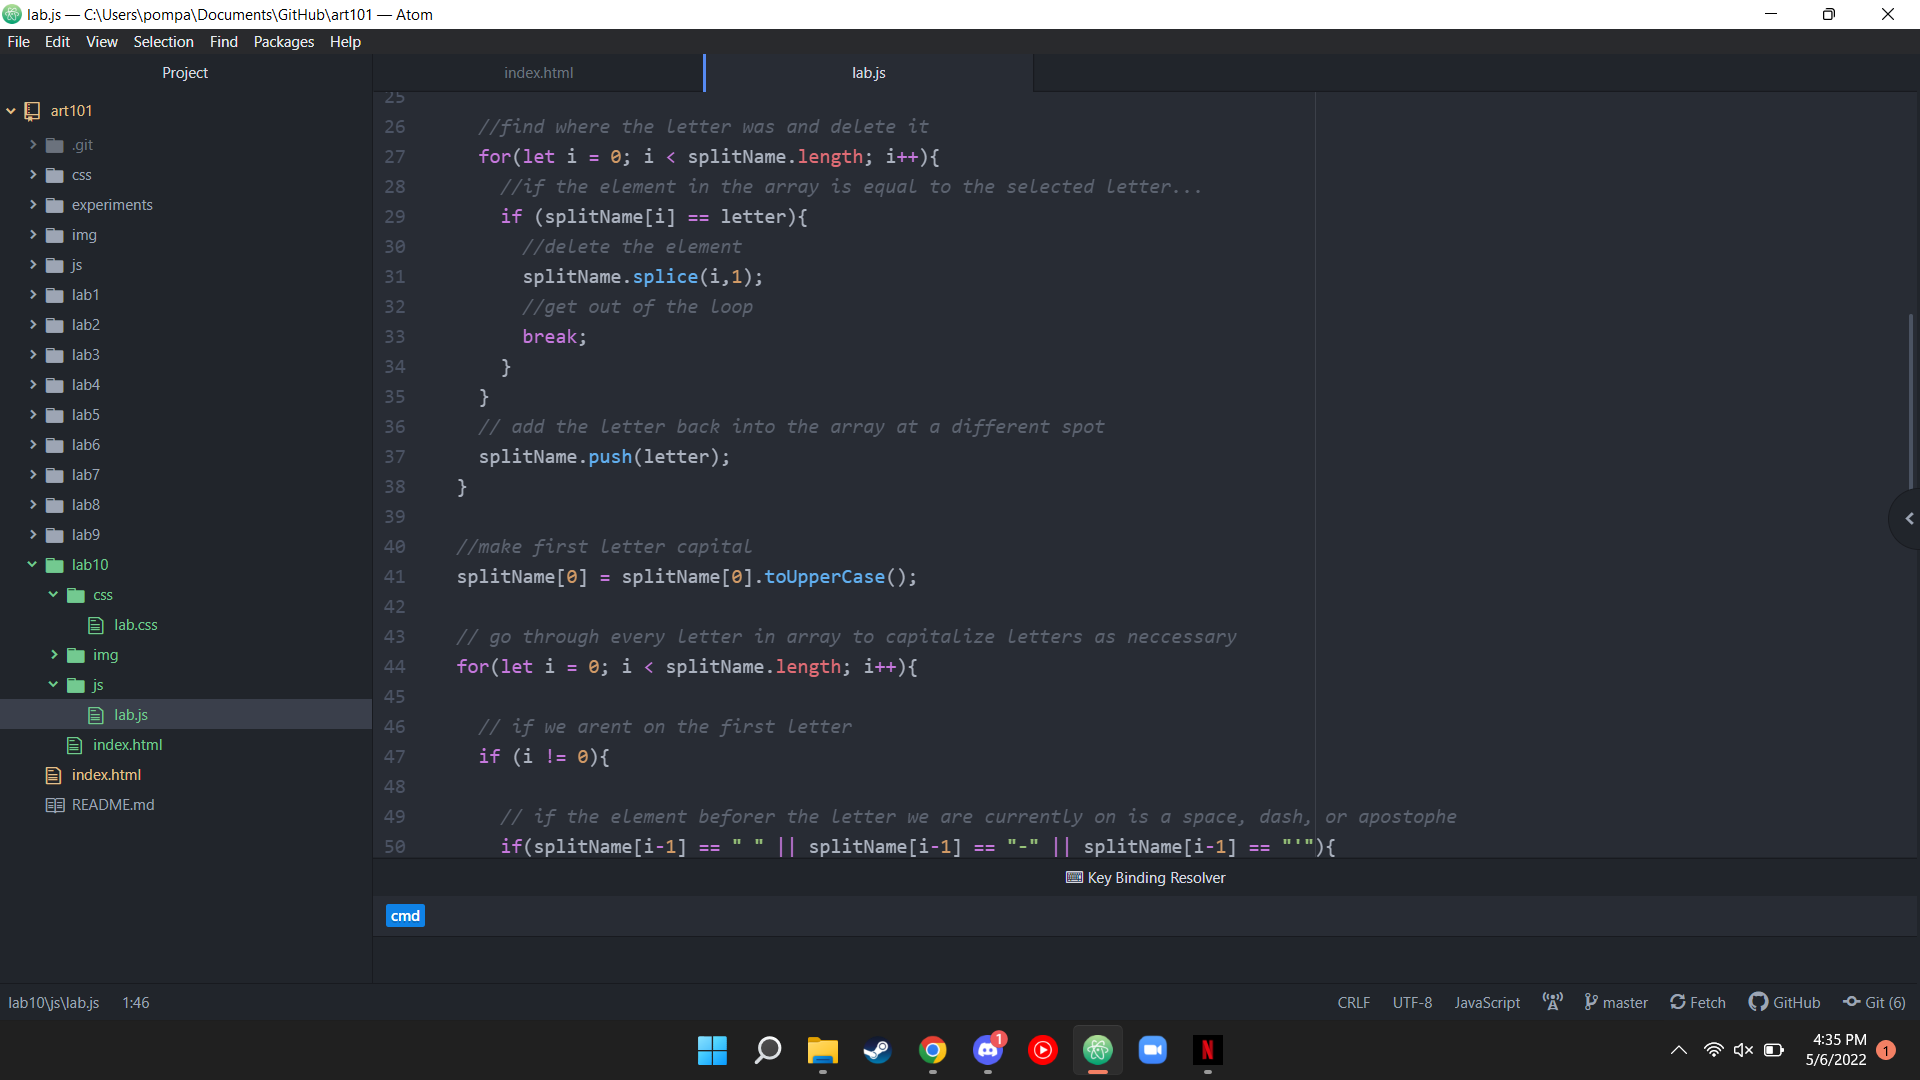 lab.js — C:\Users\pompa\Documents\GitHub\art101 — Atom
File Edit View Selection Find Packages Help
Project
art101
.git
css
experiments
img
js
lab1
lab2
lab3
lab4
lab5
lab6
lab7
lab8
lab9
lab10
css
lab.css
img
js
lab.js
index.html
index.html
README.md
index.html lab.js
25
26 //find where the letter was and delete it
27 for(let i = 0; i < splitName.length; i++){
28 //if the element in the array is equal to the selected letter...
29 if (splitName[i] == letter){
30 //delete the element
31 splitName.splice(i,1);
32 //get out of the loop
33 break;
34 }
35 }
36 // add the letter back into the array at a different spot
37 splitName.push(letter);
38 }
39
40 //make first letter capital
41 splitName[0] = splitName[0].toUpperCase();
42
43 // go through every letter in array to capitalize letters as neccessary
44 for(let i = 0; i < splitName.length; i++){
45
46 // if we arent on the first letter
47 if (i != 0){
48
49 // if the element beforer the letter we are currently on is a space, dash, or apostophe
50 if(splitName[i-1] == " " || splitName[i-1] == "-" || splitName[i-1] == "'"){
Key Binding Resolver
cmd
lab10\js\lab.js 1:46 CRLF UTF-8 JavaScript master Fetch GitHub Git (6)
1
N
4:35 PM
5/6/2022
1